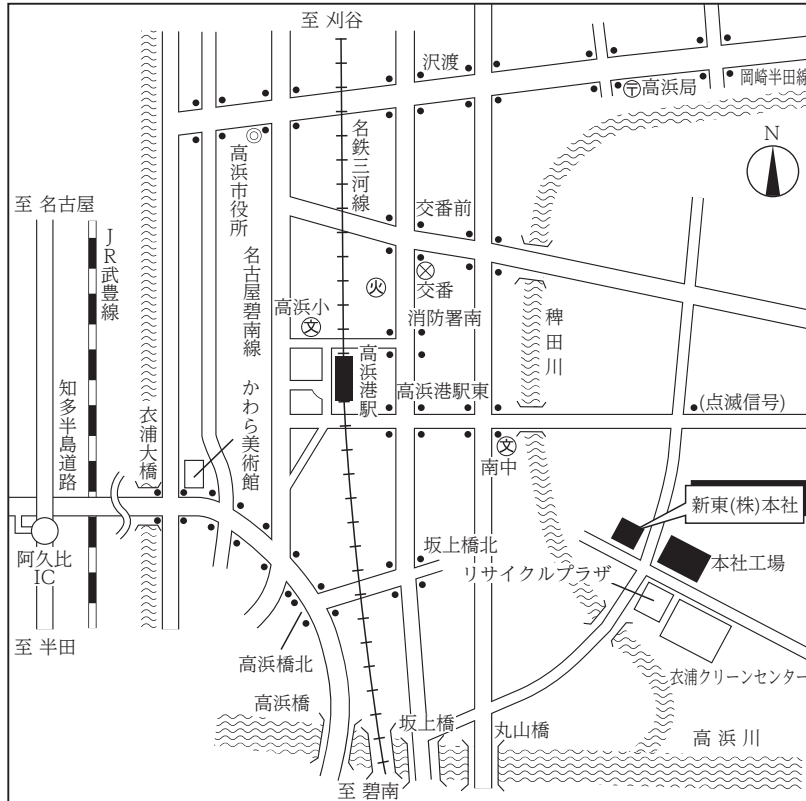 至 刈谷
沢渡
岡崎半田線
〒
高浜局
名鉄三河線
N
高浜市役所
至 名古屋
交番前
JR武豊線
名古屋碧南線
火
交番
高浜小
文
消防署南
稗田川
高浜港駅
知多半島道路
衣浦大橋
かわら美術館
高浜港駅東
(点滅信号)
文
南中
新東(株)本社
坂上橋北
阿久比
IC
リサイクルプラザ
本社工場
至 半田
高浜橋北
衣浦クリーンセンター
高浜橋
坂上橋
丸山橋
高浜川
至 碧南